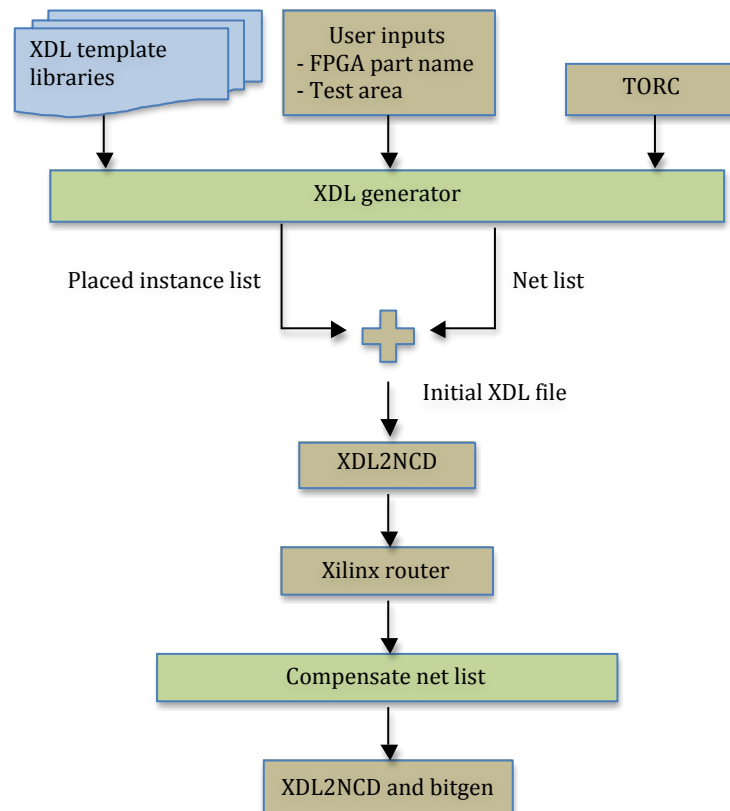 XDL template
libraries
User inputs
- FPGA part name
- Test area
TORC
XDL generator
Placed instance list
Net list
Initial XDL file
XDL2NCD
Xilinx router
Compensate net list
XDL2NCD and bitgen